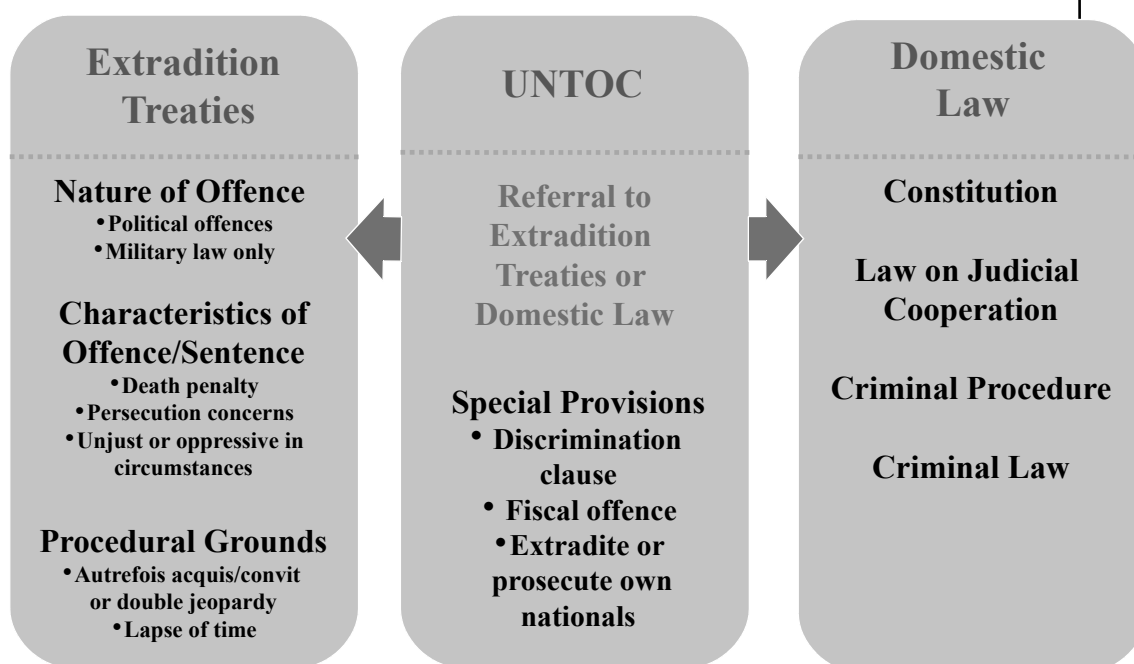 Extradition
Treaties
Nature of Offence
• Political offences
• Military law only
Characteristics of
Offence/Sentence
• Death penalty
• Persecution concerns
• Unjust or oppressive in
circumstances
Procedural Grounds
• Autrefois acquis/convit
or double jeopardy
• Lapse of time
UNTOC
Referral to
Extradition
Treaties or
Domestic Law
Special Provisions
• Discrimination
clause
• Fiscal offence
• Extradite or
prosecute own
nationals
Domestic
Law
Constitution
Law on Judicial
Cooperation
Criminal Procedure
Criminal Law